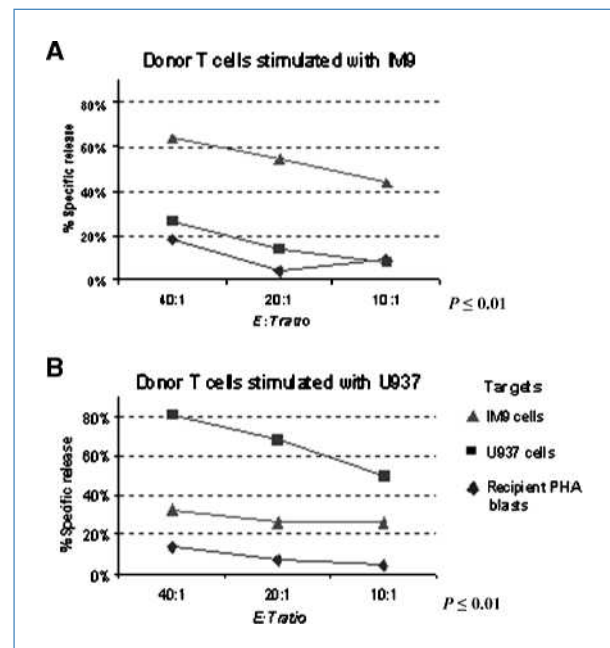 A
Donor T cells stimulated with IM9
80%
60%
40%
20%
0%
% Specific release
40:1
20:1
10:1
E:T ratio
P ≤ 0.01
B
Donor T cells stimulated with U937
80%
60%
40%
20%
0%
% Specific release
40:1
20:1
10:1
E:T ratio
P ≤ 0.01
Targets
IM9 cells
U937 cells
Recipient PHA
blasts